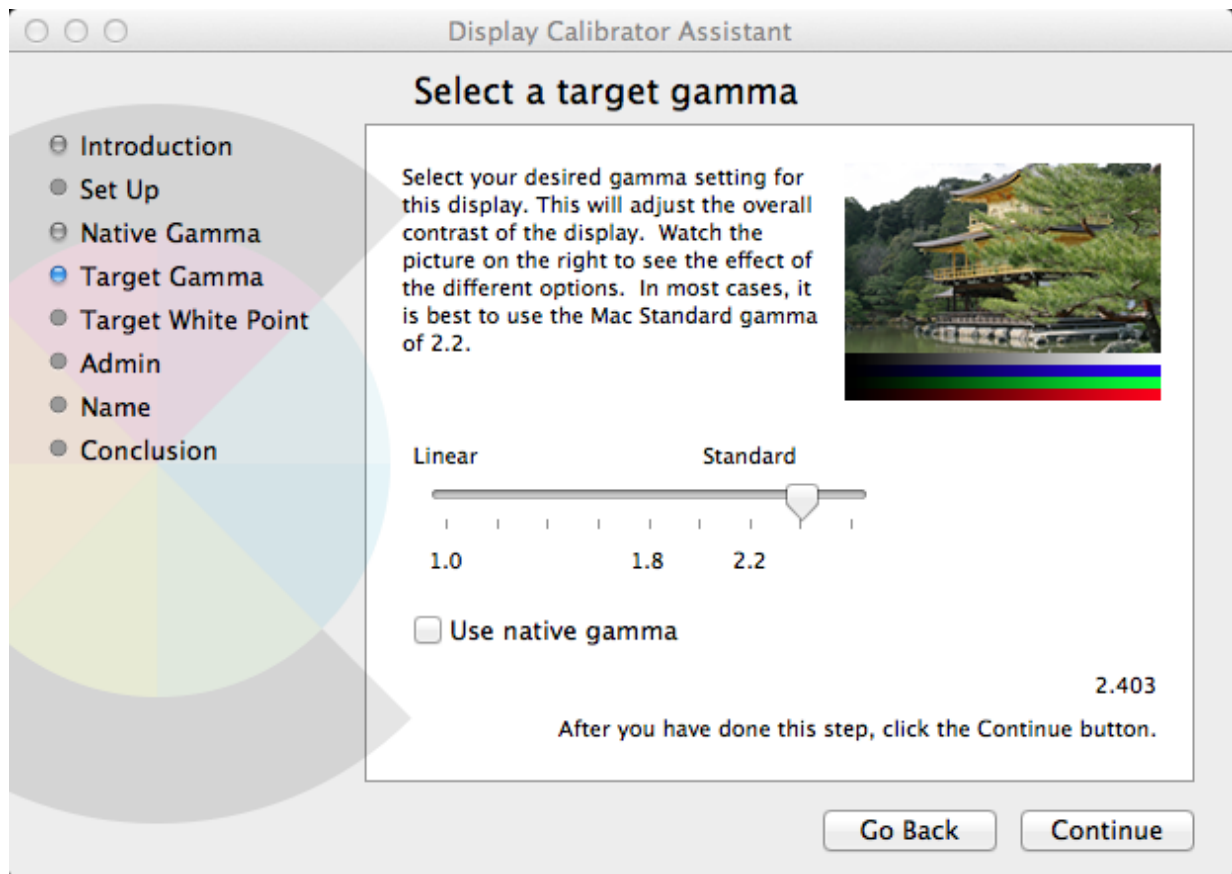 Display Calibrator Assistant
Select a target gamma
Introduction
Set Up
Native Gamma
Target Gamma
Target White Point
Admin
Name
Conclusion
Select your desired gamma setting for
this display. This will adjust the overall
contrast of the display.  Watch the
picture on the right to see the effect of
the different options.  In most cases, it
is best to use the Mac Standard gamma
of 2.2.
Linear Standard
1.0 1.8 2.2
Use native gamma
2.403
After you have done this step, click the Continue button.
Go Back Continue